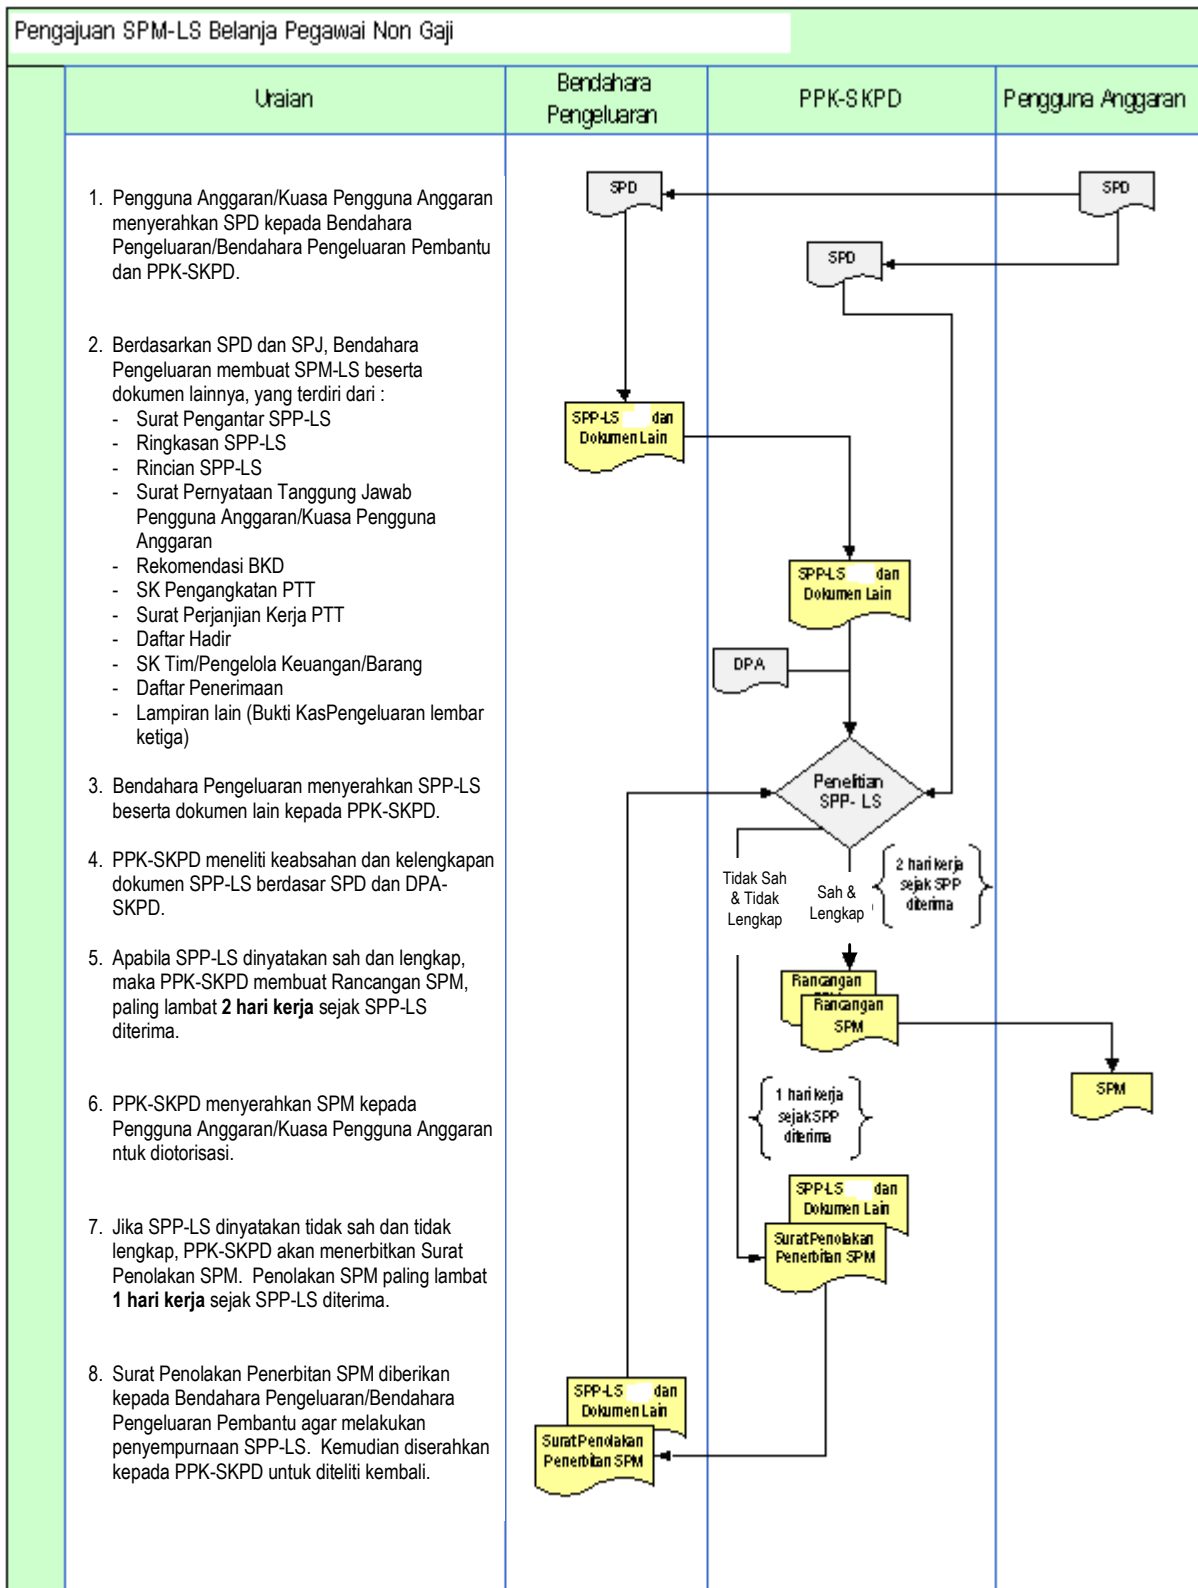 Pengajuan SPM-LS Belanja Pegawai Non Gaji
Uraian
Bendahara
Pengeluaran
PPK-SKPD
Pengguna Anggaran
1. Pengguna Anggaran/Kuasa Pengguna Anggaran
menyerahkan SPD kepada Bendahara
Pengeluaran/Bendahara Pengeluaran Pembantu
dan PPK-SKPD.
2. Berdasarkan SPD dan SPJ, Bendahara
Pengeluaran membuat SPM-LS beserta
dokumen lainnya, yang terdiri dari :
- Surat Pengantar SPP-LS
- Ringkasan SPP-LS
- Rincian SPP-LS
- Surat Pernyataan Tanggung Jawab
Pengguna Anggaran/Kuasa Pengguna
Anggaran
- Rekomendasi BKD
- SK Pengangkatan PTT
- Surat Perjanjian Kerja PTT
- Daftar Hadir
- SK Tim/Pengelola Keuangan/Barang
- Daftar Penerimaan
- Lampiran lain (Bukti KasPengeluaran lembar
ketiga)
3. Bendahara Pengeluaran menyerahkan SPP-LS
beserta dokumen lain kepada PPK-SKPD.
4. PPK-SKPD meneliti keabsahan dan kelengkapan
dokumen SPP-LS berdasar SPD dan DPA-
SKPD.
5. Apabila SPP-LS dinyatakan sah dan lengkap,
maka PPK-SKPD membuat Rancangan SPM,
paling lambat 2 hari kerja sejak SPP-LS
diterima.
6. PPK-SKPD menyerahkan SPM kepada
Pengguna Anggaran/Kuasa Pengguna Anggaran
ntuk diotorisasi.
7. Jika SPP-LS dinyatakan tidak sah dan tidak
lengkap, PPK-SKPD akan menerbitkan Surat
Penolakan SPM. Penolakan SPM paling lambat
1 hari kerja sejak SPP-LS diterima.
8. Surat Penolakan Penerbitan SPM diberikan
kepada Bendahara Pengeluaran/Bendahara
Pengeluaran Pembantu agar melakukan
penyempurnaan SPP-LS. Kemudian diserahkan
kepada PPK-SKPD untuk diteliti kembali.
SPD
SPD
SPD
SPP-LS dan
Dokumen Lain
SPP-LS dan
Dokumen Lain
DPA
Penelitian
SPP- LS
Tidak Sah
& Tidak
Lengkap
Sah &
Lengkap
2 hari kerja
sejak SPP
diterima
Rancangan
Rancangan
SPM
SPM
1 hari kerja
sejak SPP
diterima
SPP-LS dan
Dokumen Lain
Surat Penolakan
Penerbitan SPM
SPP-LS dan
Dokumen Lain
Surat Penolakan
Penerbitan SPM